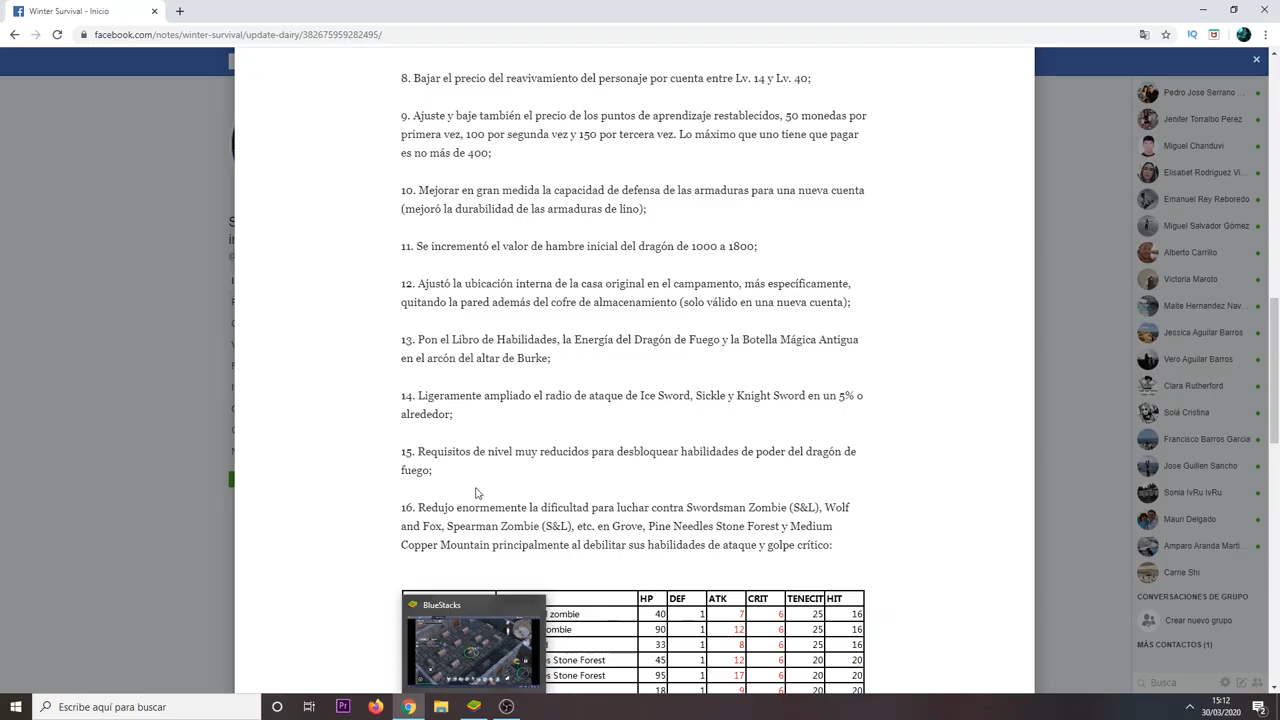 Winter Survival - Inicio
facebook.com/notes/winter-survival/update-dairy/382675959282495/
8. Bajar el precio del reavivamiento del personaje por cuenta entre Lv. 14 y Lv. 40;
9. Ajuste y baje también el precio de los puntos de aprendizaje restablecidos, 50 monedas por
primera vez, 100 por segunda vez y 150 por tercera vez. Lo máximo que uno tiene que pagar
es no más de 400;
10. Mejorar en gran medida la capacidad de defensa de las armaduras para una nueva cuenta
(mejoró la durabilidad de las armaduras de lino);
11. Se incrementó el valor de hambre inicial del dragón de 1000 a 1800;
12. Ajustó la ubicación interna de la casa original en el campamento, más específicamente,
quitando la pared además del cofre de almacenamiento (solo válido en una nueva cuenta);
13. Pon el Libro de Habilidades, la Energía del Dragón de Fuego y la Botella Mágica Antigua
en el arcón del altar de Burke;
14. Ligeramente ampliado el radio de ataque de Ice Sword, Sickle y Knight Sword en un 5% o
alrededor;
15. Requisitos de nivel muy reducidos para desbloquear habilidades de poder del dragón de
fuego;
16. Redujo enormemente la dificultad para luchar contra Swordsman Zombie (S&L), Wolf
and Fox, Spearman Zombie (S&L), etc. en Grove, Pine Needles Stone Forest y Medium
Copper Mountain principalmente al debilitar sus habilidades de ataque y golpe crítico:
HP DEF ATK CRIT TENECIT HIT
zombie 40 1 7 6 25 16
ombie 90 1 12 6 25 16
33 1 8 6 25 16
s Stone Forest 45 1 12 6 20 20
s Stone Forest 95 1 17 6 20 20
18 1 9 6 20 20
BlueStacks
Pedro Jose Serrano ...
Jenifer Torralbo Perez
Miguel Chanduvi
Elisabet Rodriguez Vi...
Emanuel Rey Reboredo
Miguel Salvador Gómez
Alberto Carrillo
Victoria Maroto
Maite Hernandez Nav...
Jessica Aguilar Barros
Vero Aguilar Barros
Clara Rutherford
Solá Cristina
Francisco Barros Garcia
Jose Guillen Sancho
Sonia IvRu IvRu
Mauri Delgado
Amparo Aranda Marti...
Carrie Shi
CONVERSACIONES DE GRUPO
Crear nuevo grupo
MÁS CONTACTOS (1)
Busca
Escribe aquí para buscar
15:12
30/03/2020